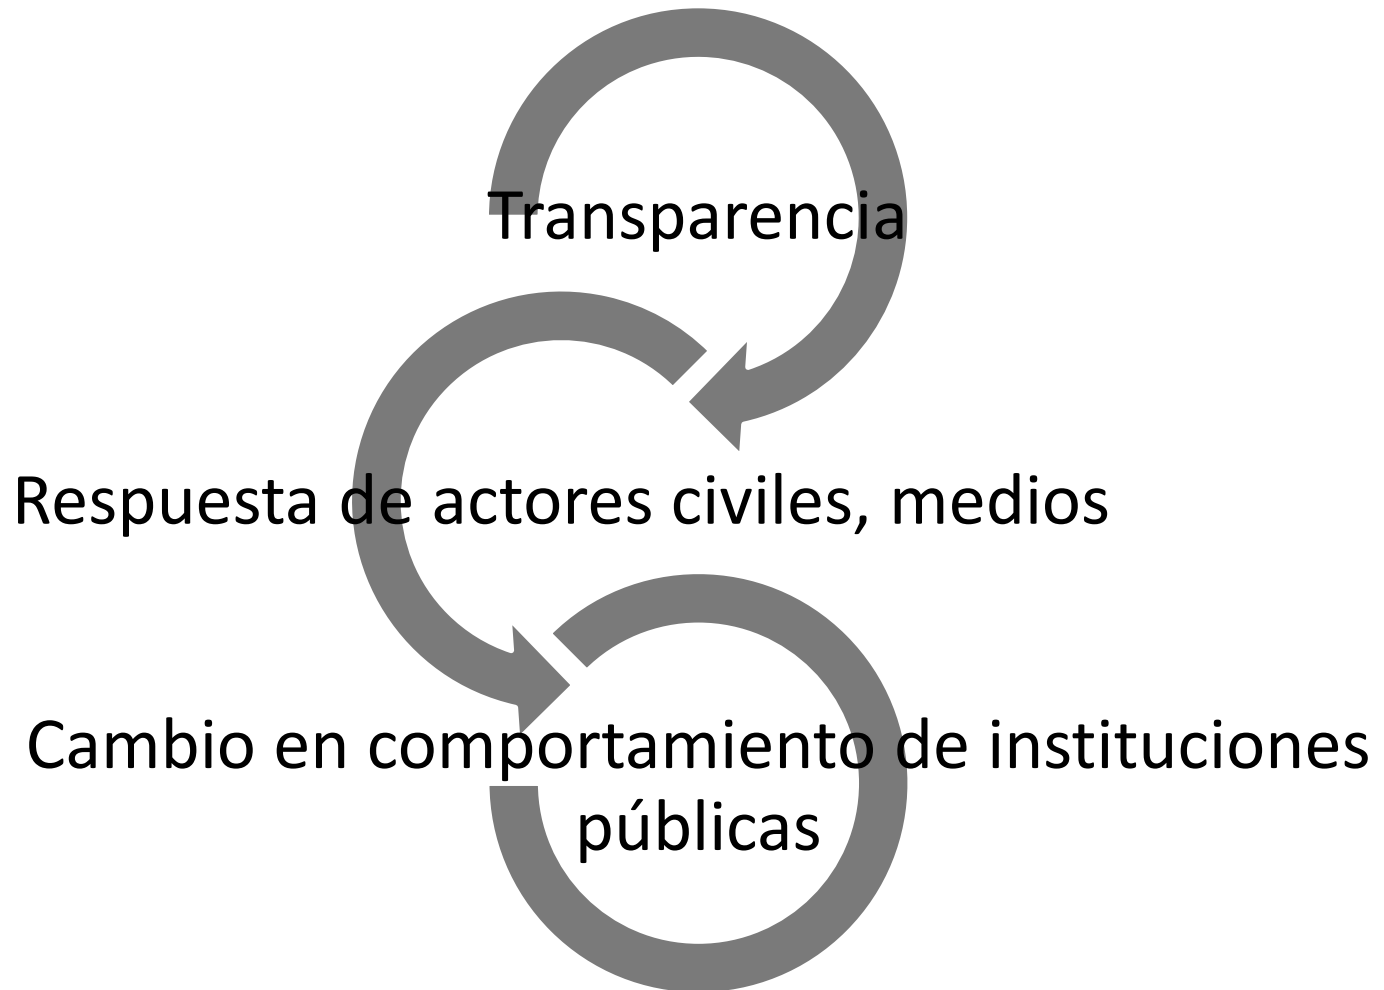 Transparencia
Respuesta de actores civiles, medios
Cambio en comportamiento de instituciones
públicas